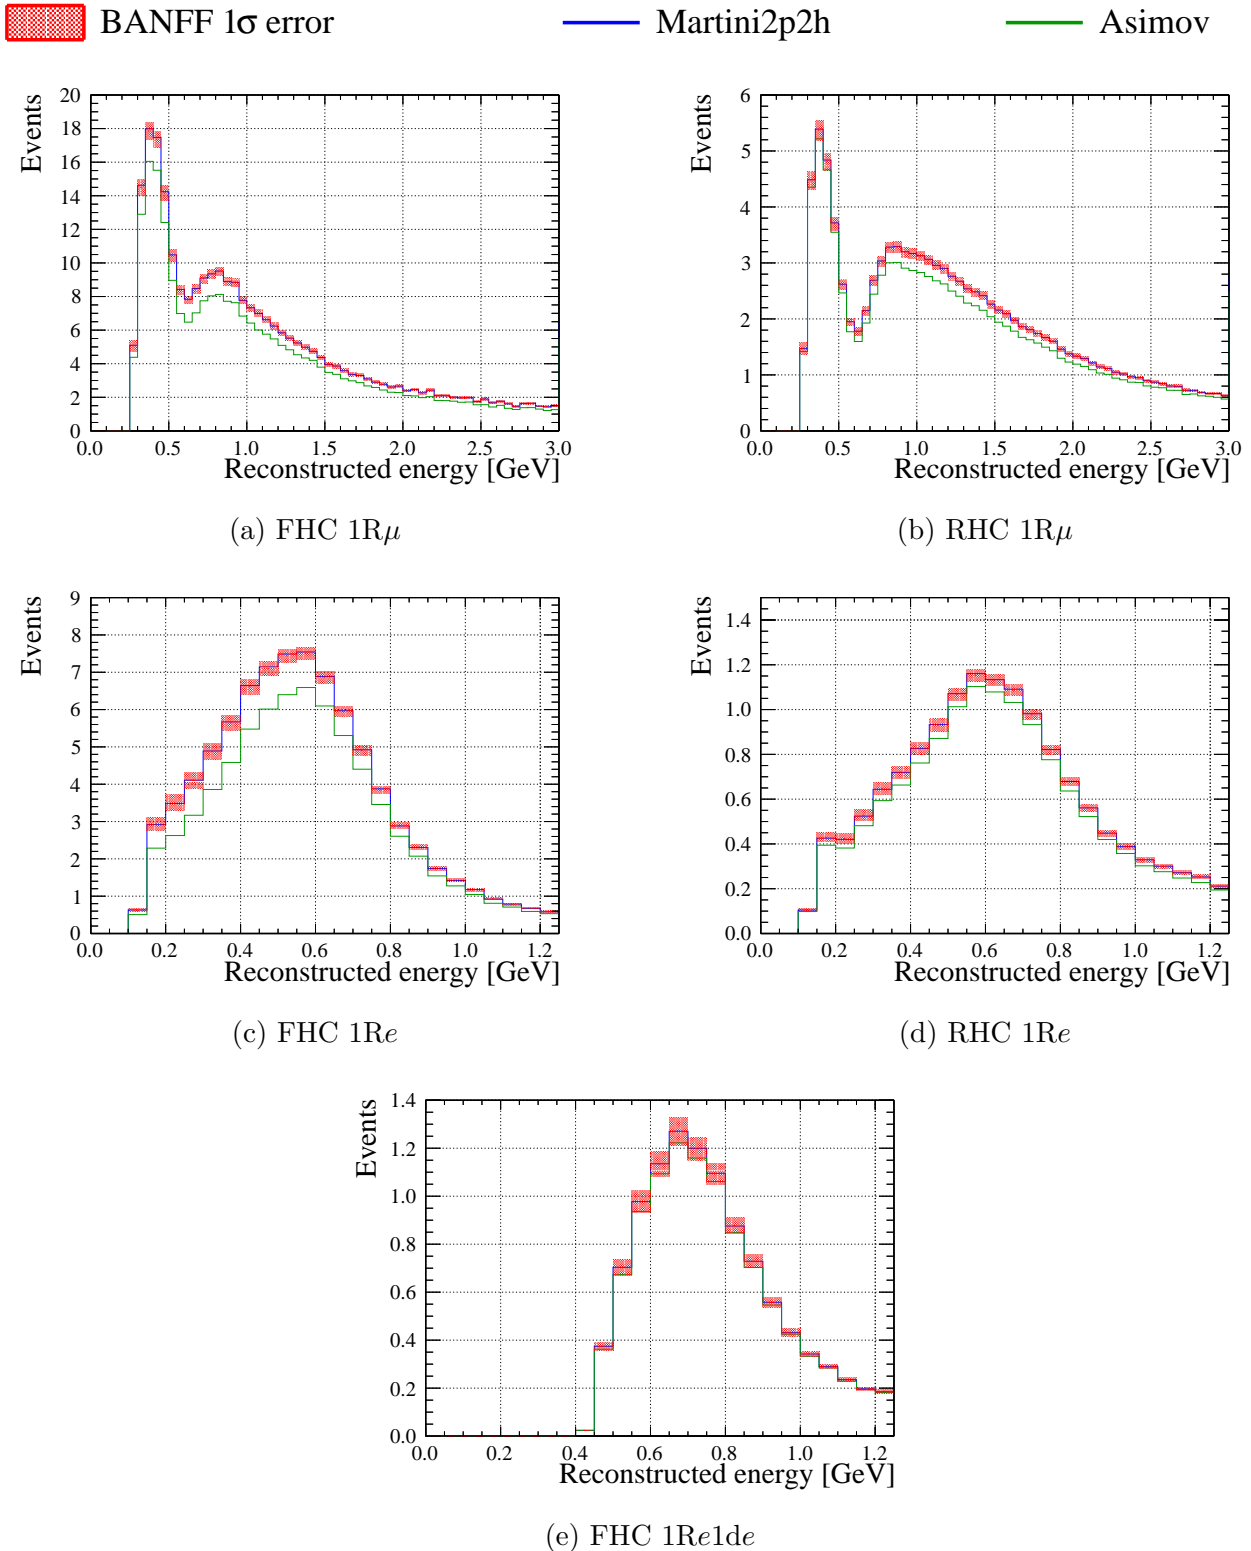 BANFF 1σ error Martini2p2h Asimov
Events
20
18
16
14
12
10
8
6
4
2
0
0.0 0.5 1.0 1.5 2.0 2.5 3.0
Reconstructed energy [GeV]
(a) FHC 1Rμ
Events
6
5
4
3
2
1
0
0.0 0.5 1.0 1.5 2.0 2.5 3.0
Reconstructed energy [GeV]
(b) RHC 1Rμ
Events
9
8
7
6
5
4
3
2
1
0
0.0 0.2 0.4 0.6 0.8 1.0 1.2
Reconstructed energy [GeV]
(c) FHC 1Re
Events
1.4
1.2
1.0
0.8
0.6
0.4
0.2
0.0
0.0 0.2 0.4 0.6 0.8 1.0 1.2
Reconstructed energy [GeV]
(d) RHC 1Re
Events
1.4
1.2
1.0
0.8
0.6
0.4
0.2
0.0
0.0 0.2 0.4 0.6 0.8 1.0 1.2
Reconstructed energy [GeV]
(e) FHC 1Re1de